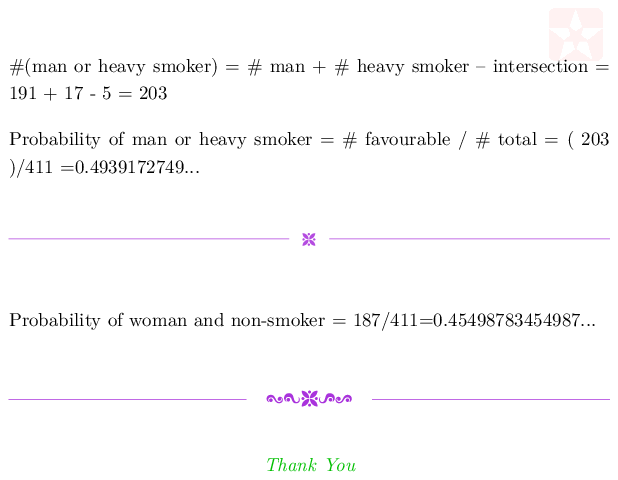 #(man or heavy smoker) = # man + # heavy smoker – intersection =
191 + 17 - 5 = 203
Probability of man or heavy smoker = # favourable / # total = ( 203
)/411 =0.4939172749...
Probability of woman and non-smoker = 187/411=0.45498783454987...
Thank You